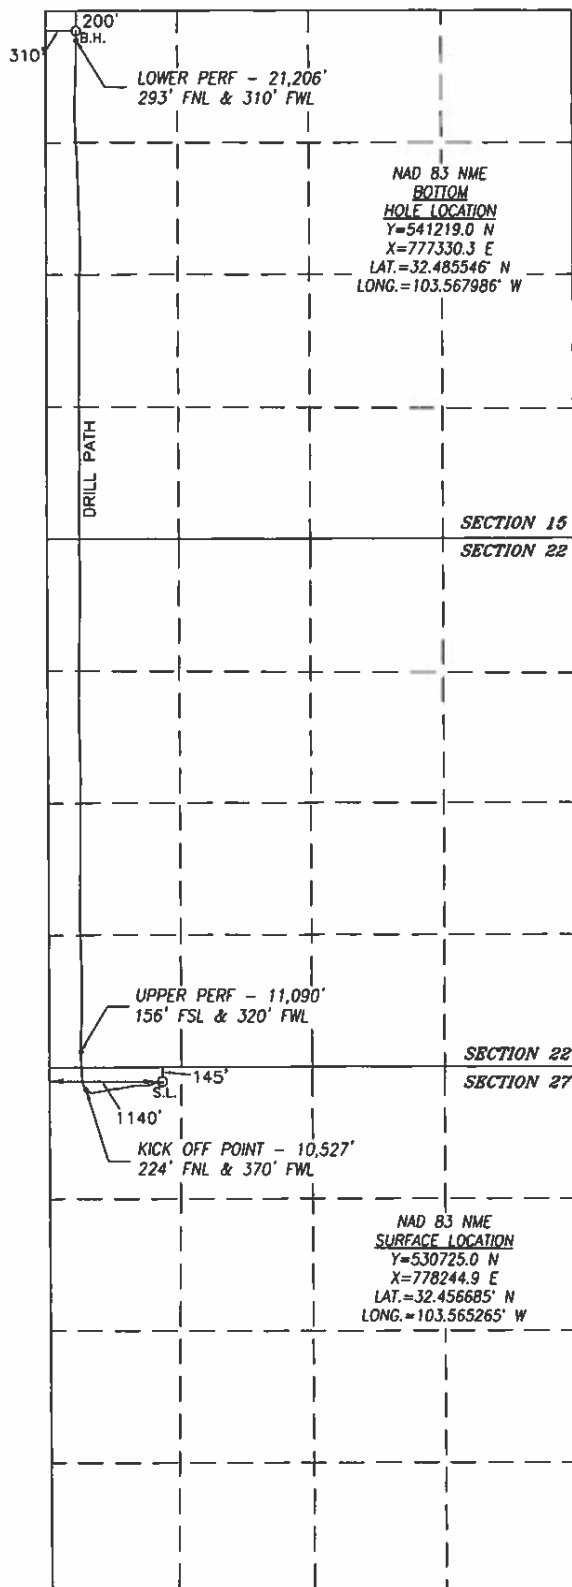 200'
B.H.
310'
LOWER PERF - 21,206'
293' FNL & 310' FWL
NAD 83 NME
BOTTOM
HOLE LOCATION
Y=541219.0 N
X=777330.3 E
LAT.=32.485546° N
LONG.=103.567986° W
DRILL PATH
SECTION 15
SECTION 22
UPPER PERF - 11,090'
156' FSL & 320' FWL
SECTION 22
SECTION 27
145'
S.L.
1140'
KICK OFF POINT - 10,527'
224' FNL & 370' FWL
NAD 83 NME
SURFACE LOCATION
Y=530725.0 N
X=778244.9 E
LAT.=32.456685° N
LONG.=103.565265° W